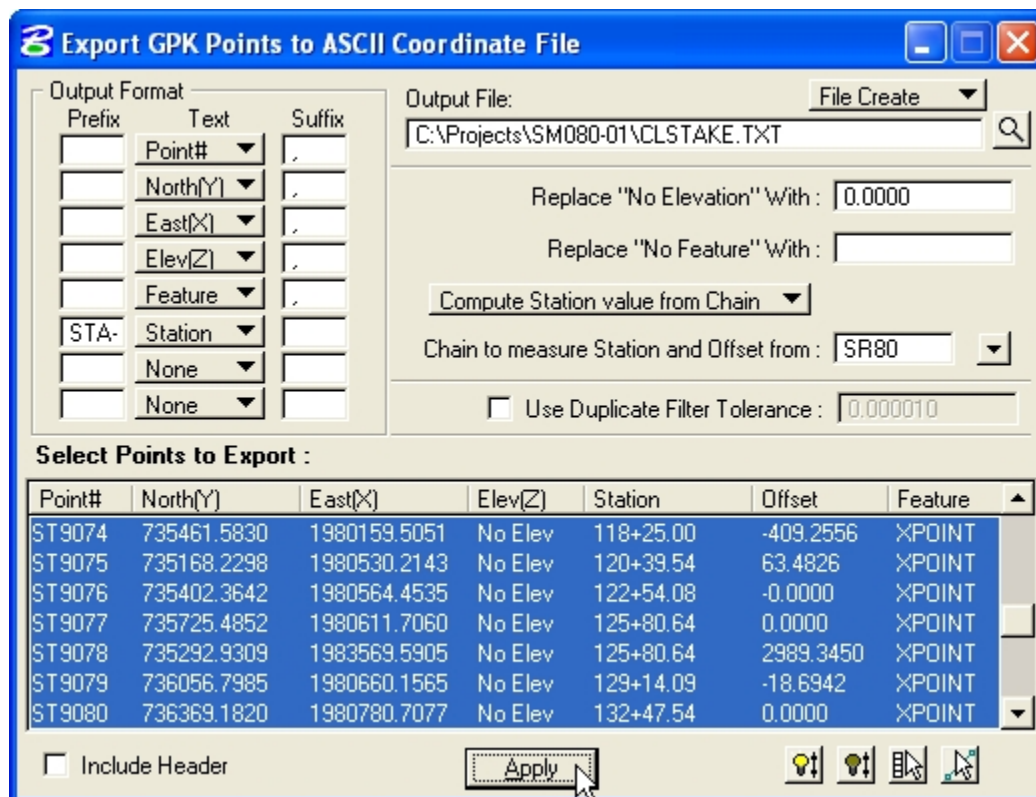 Export GPK Points to ASCII Coordinate File
Output Format
Prefix Text Suffix
Point# ,
North(Y) ,
East(X) ,
Elev(Z) ,
Feature ,
STA- Station
None
None
Output File: File Create
C:\Projects\SM080-01\CLSTAKE.TXT
Replace "No Elevation" With : 0.0000
Replace "No Feature" With :
Compute Station value from Chain
Chain to measure Station and Offset from : SR80
Use Duplicate Filter Tolerance : 0.000010
Select Points to Export :
Point# North(Y) East(X) Elev(Z) Station Offset Feature
ST9074 735461.5830 1980159.5051 No Elev 118+25.00 -409.2556 XPOINT
ST9075 735168.2298 1980530.2143 No Elev 120+39.54 63.4826 XPOINT
ST9076 735402.3642 1980564.4535 No Elev 122+54.08 -0.0000 XPOINT
ST9077 735725.4852 1980611.7060 No Elev 125+80.64 0.0000 XPOINT
ST9078 735292.9309 1983569.5905 No Elev 125+80.64 2989.3450 XPOINT
ST9079 736056.7985 1980660.1565 No Elev 129+14.09 -18.6942 XPOINT
ST9080 736369.1820 1980780.7077 No Elev 132+47.54 0.0000 XPOINT
Include Header Apply